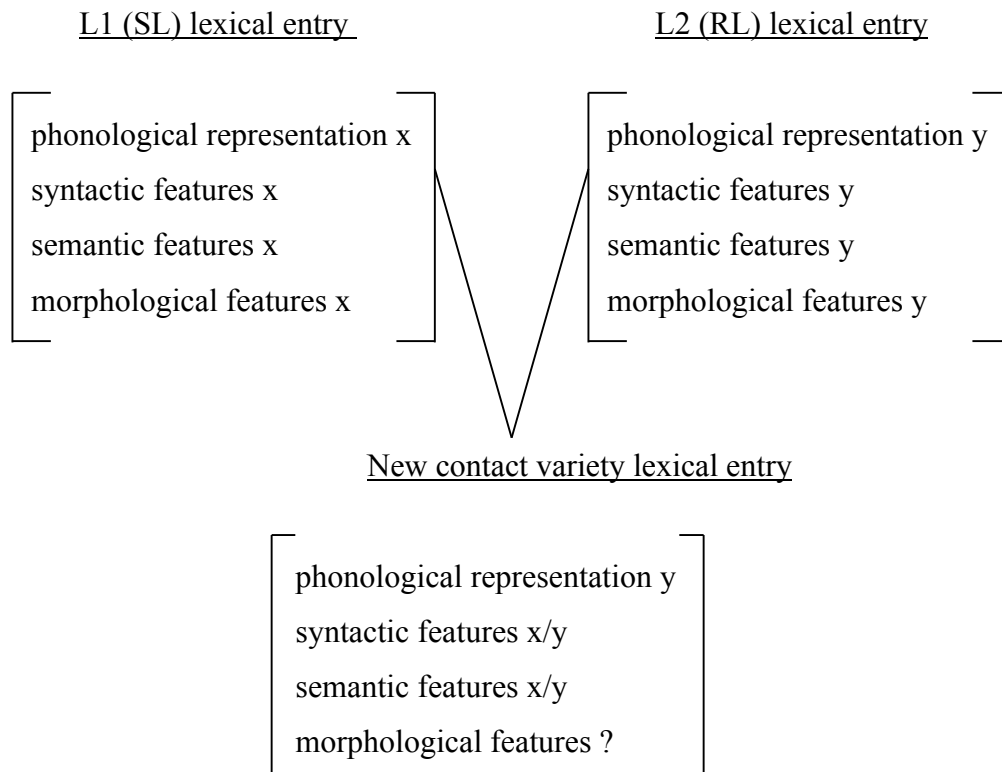 L1 (SL) lexical entry
L2 (RL) lexical entry
phonological representation x
syntactic features x
semantic features x
morphological features x
phonological representation y
syntactic features y
semantic features y
morphological features y
New contact variety lexical entry
phonological representation y
syntactic features x/y
semantic features x/y
morphological features ?